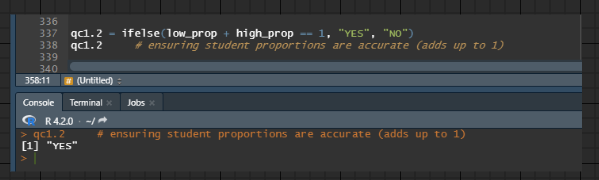 336
337 qc1.2 = ifelse(low_prop + high_prop == 1, "YES", "NO")
338 qc1.2 # ensuring student proportions are accurate (adds up to 1)
339
340
358:11 # (Untitled)
Console Terminal × Jobs ×
R 4.2.0 · ~/
> qc1.2 # ensuring student proportions are accurate (adds up to 1)
[1] "YES"
>